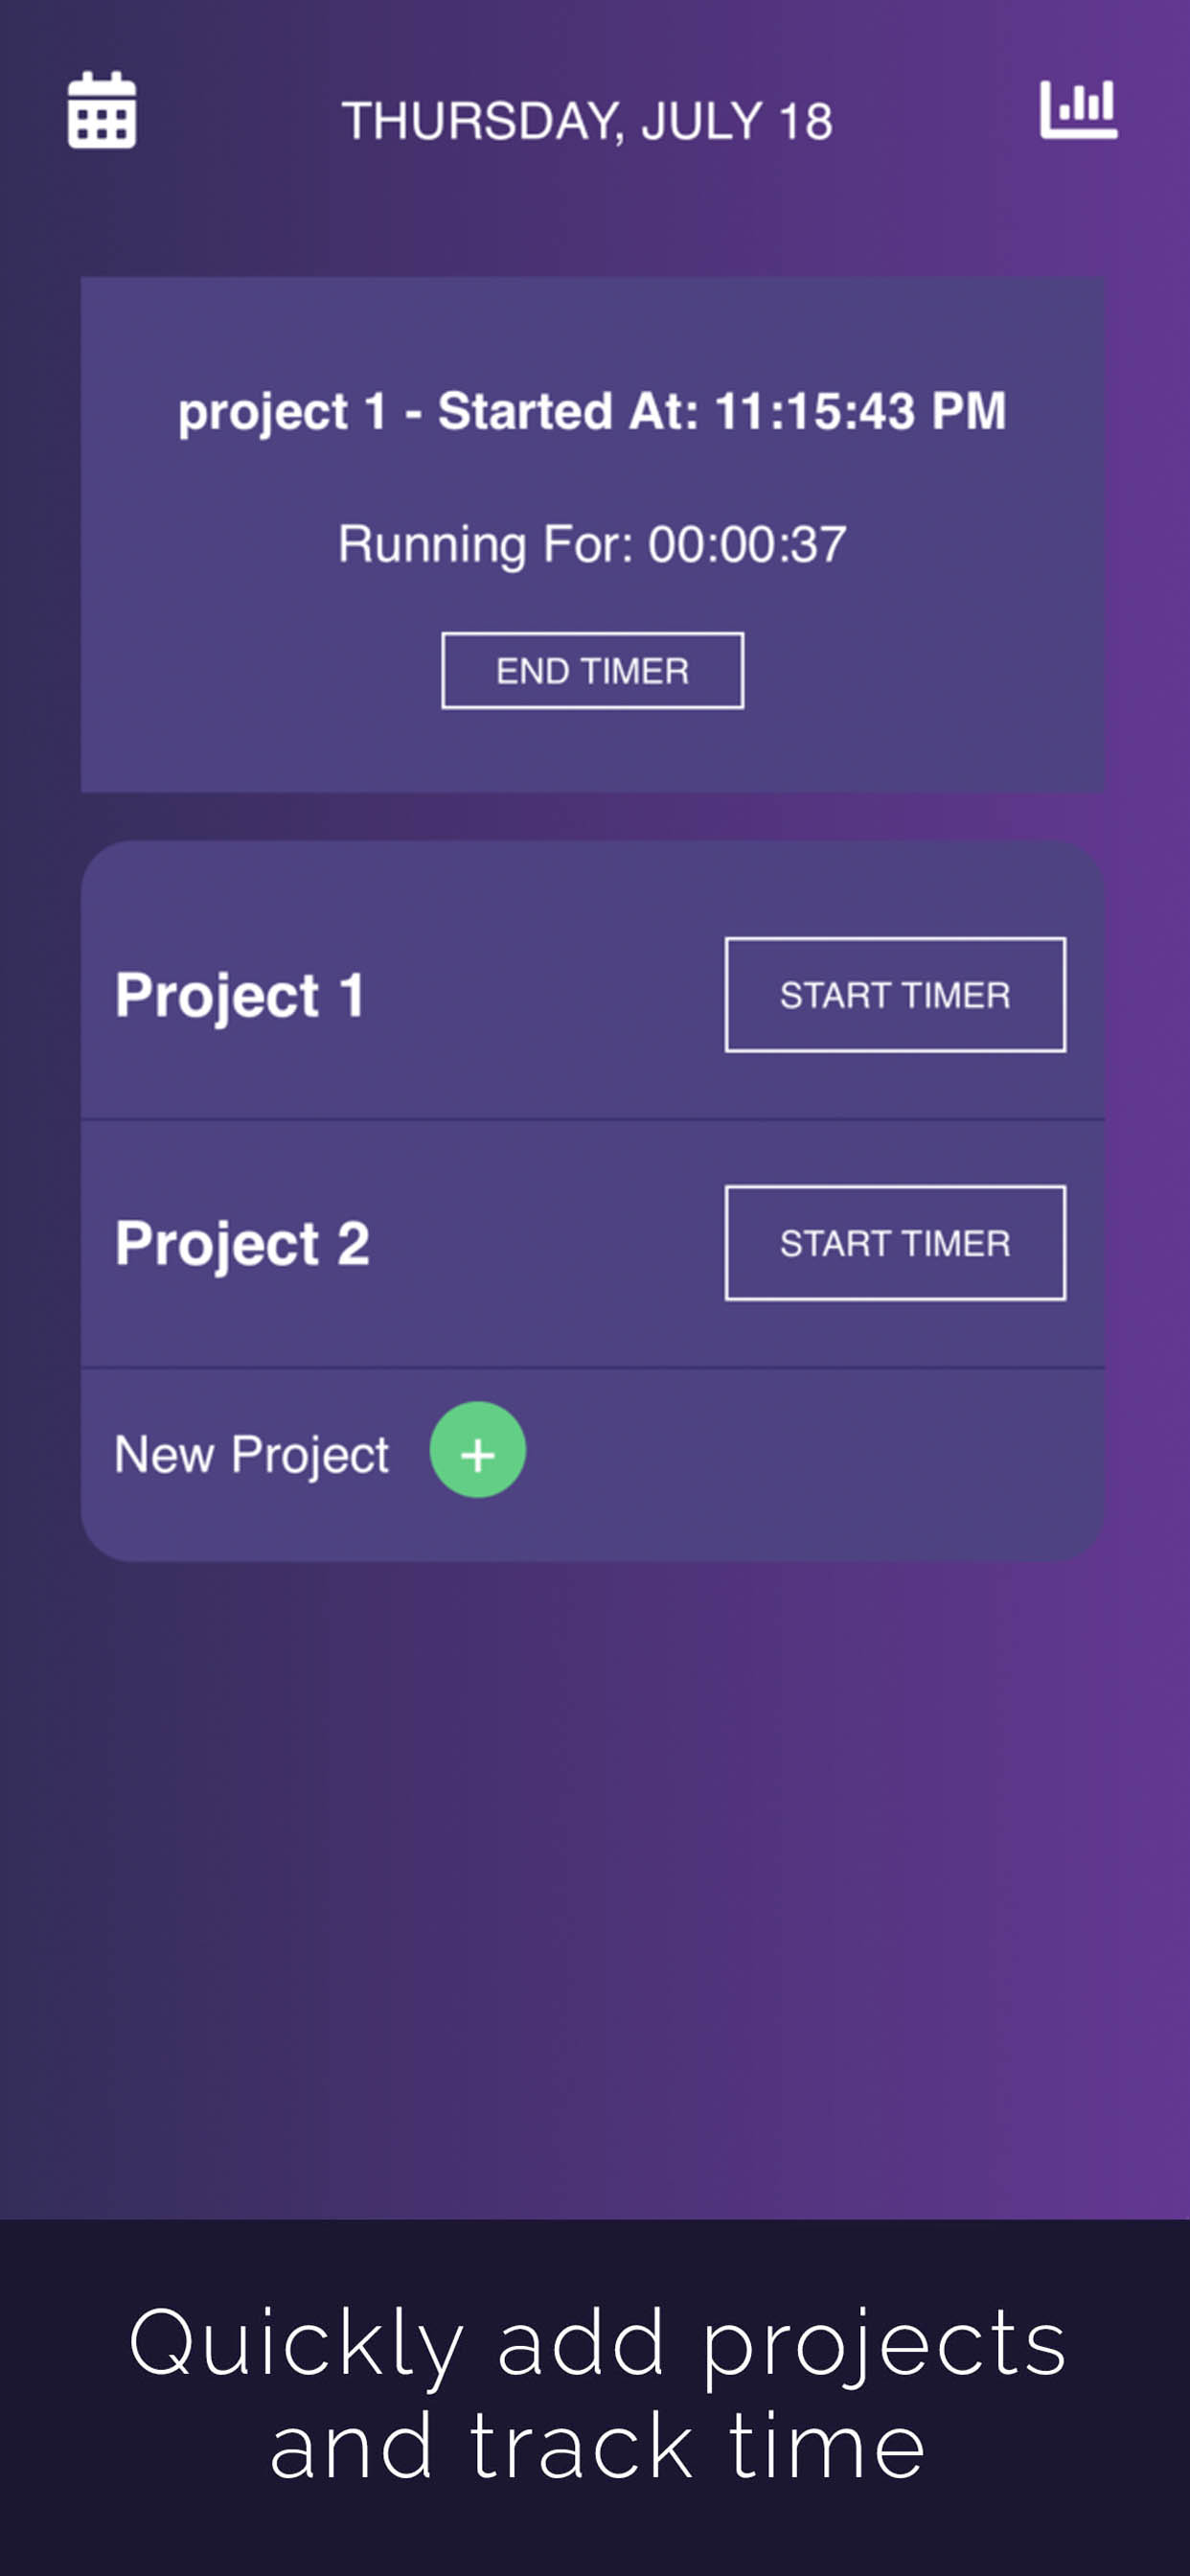 THURSDAY, JULY 18
project 1 - Started At: 11:15:43 PM
Running For: 00:00:37
END TIMER
Project 1
START TIMER
Project 2
START TIMER
New Project +
Quickly add projects
and track time